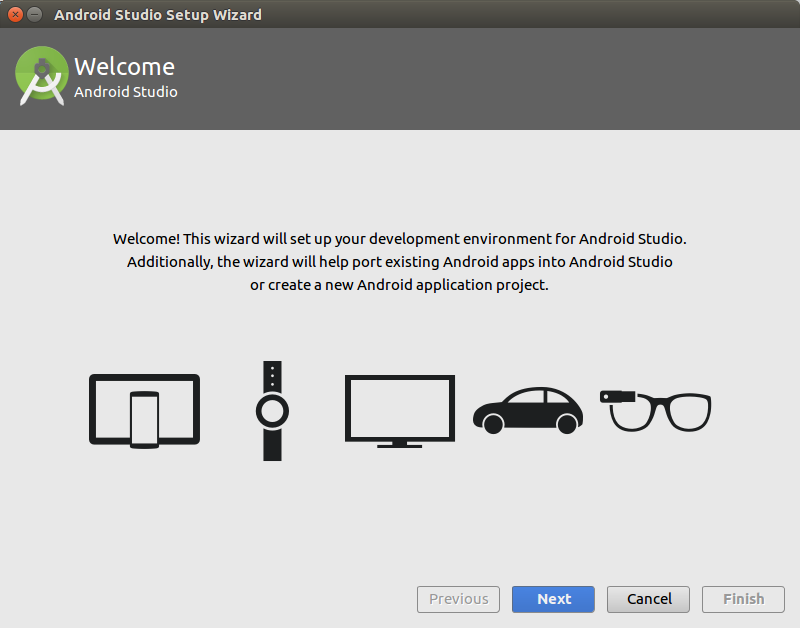 Android Studio Setup Wizard
Welcome
Android Studio
Welcome! This wizard will set up your development environment for Android Studio.
Additionally, the wizard will help port existing Android apps into Android Studio
or create a new Android application project.
Previous
Next
Cancel
Finish